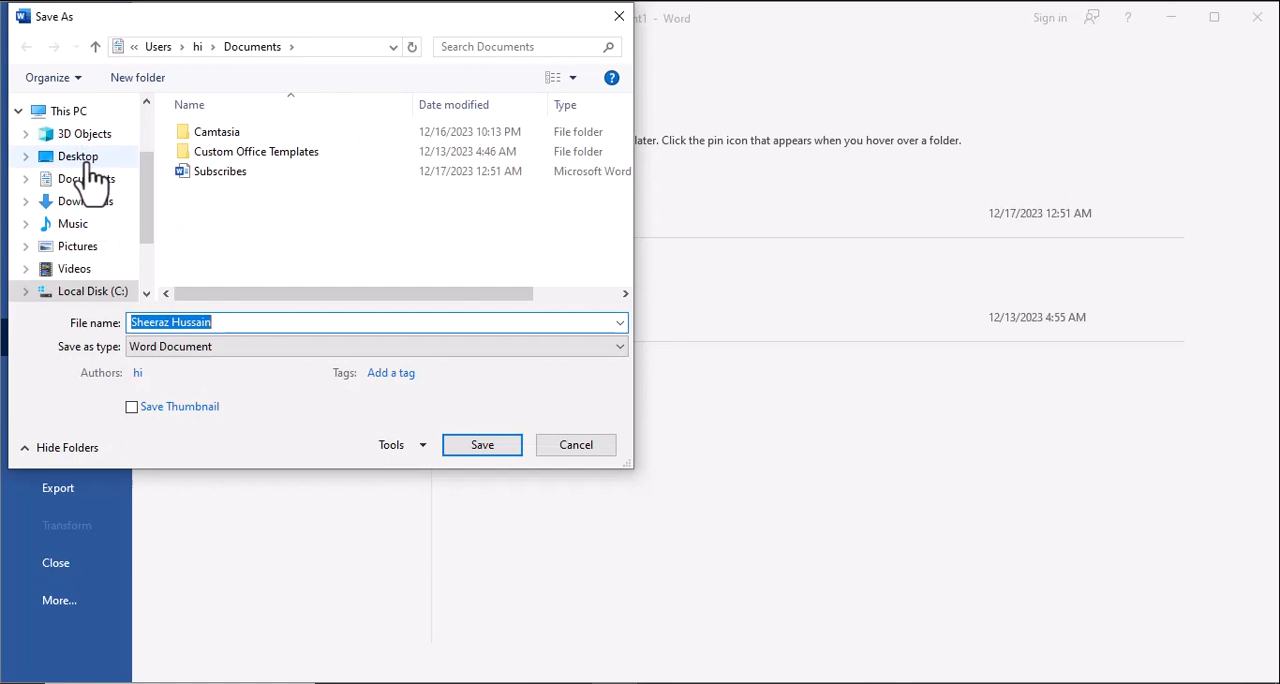 Save As
nt1 - Word
Sign in
?
« Users > hi > Documents >
Search Documents
Organize
New folder
?
This PC
3D Objects
Desktop
Music
Pictures
Videos
Local Disk (C:)
Name Date modified Type
Camtasia 12/16/2023 10:13 PM File folder
Custom Office Templates 12/13/2023 4:46 AM File folder
Subscribes 12/17/2023 12:51 AM Microsoft Word
later. Click the pin icon that appears when you hover over a folder.
12/17/2023 12:51 AM
12/13/2023 4:55 AM
File name: Sheeraz Hussain
Save as type: Word Document
Authors: hi
Tags: Add a tag
Save Thumbnail
Hide Folders
Tools
Save
Cancel
Export
Transform
Close
More...